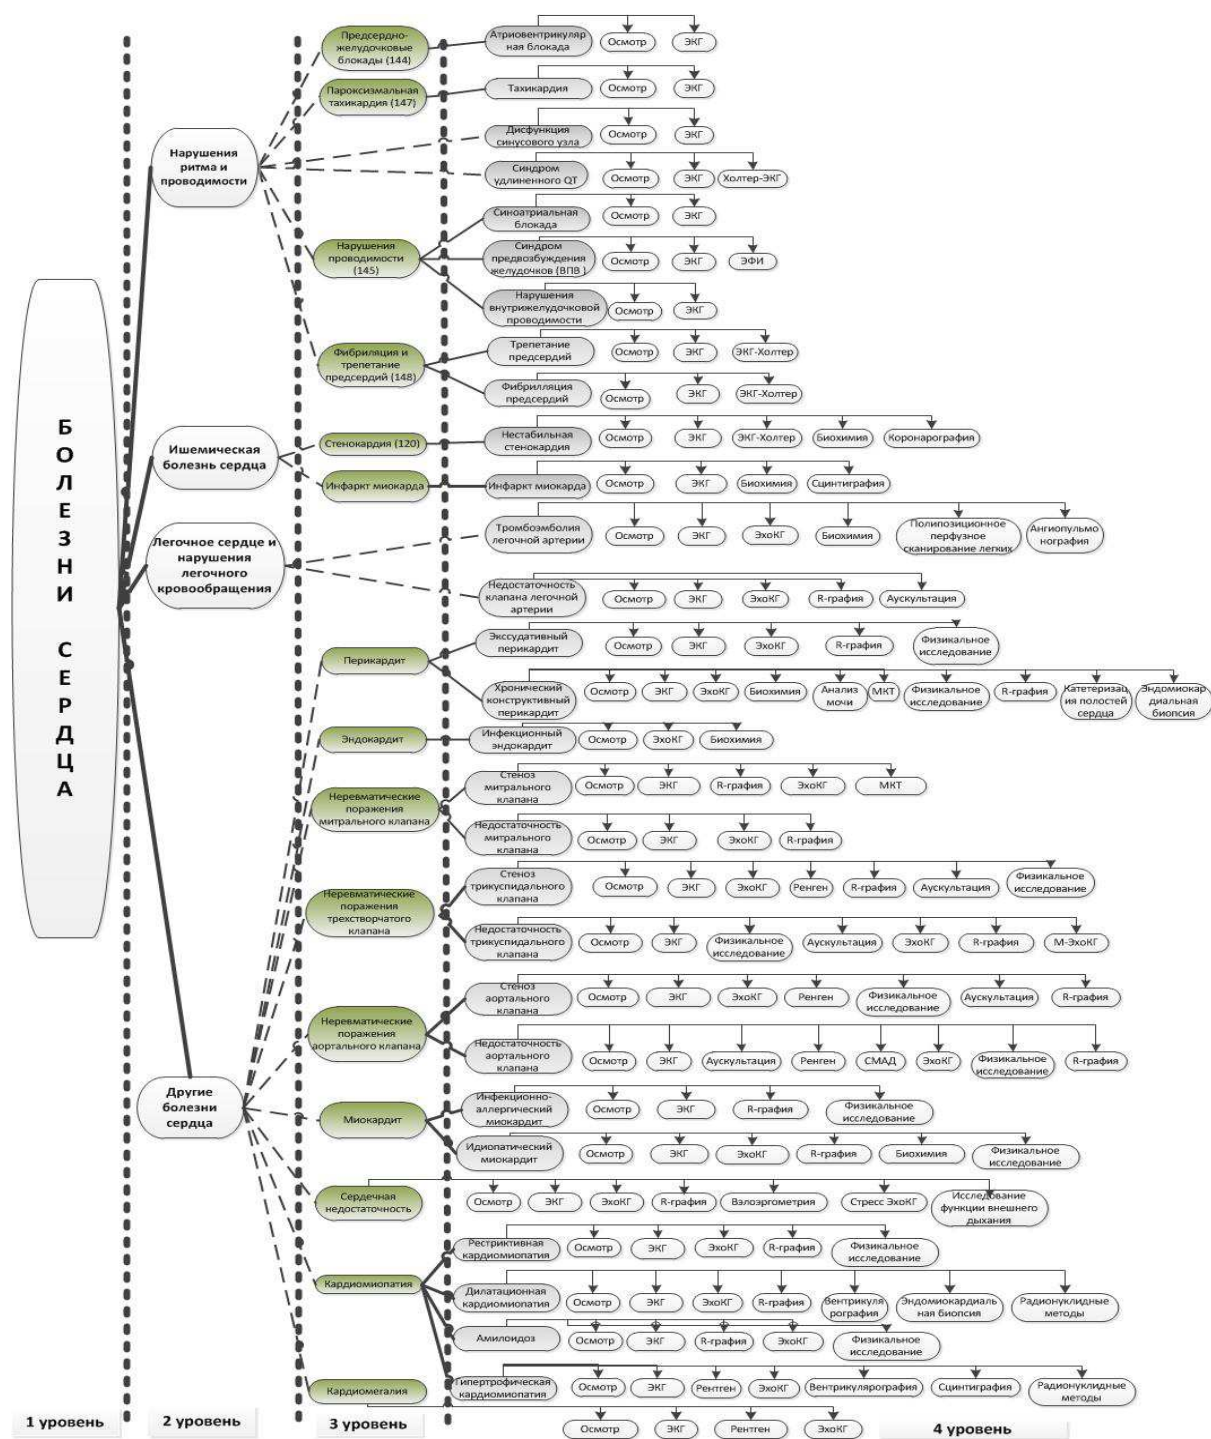 БОЛЕЗНИ СЕРДЦА
Нарушения
ритма и
проводимости
Ишемическая
болезнь сердца
Легочное сердце и
нарушения
легочного
кровообращения
Другие
болезни
сердца
Предсердно-
желудочковые
блокады (144)
Атриовентрикуляр
ная блокада
Осмотр
ЭКГ
Пароксизмальная
тахикардия (147)
Тахикардия
Осмотр
ЭКГ
Дисфункция
синусового узла
Осмотр
ЭКГ
Синдром
удлиненного QT
Осмотр
ЭКГ
Холтер-ЭКГ
Нарушения
проводимости
(145)
Синоатриальная
блокада
Осмотр
ЭКГ
Синдром
предвозбуждения
желудочков (ВПВ )
Осмотр
ЭКГ
ЭФИ
Нарушения
внутрижелудочковой
проводимости
Осмотр
ЭКГ
Фибриляция и
трепетание
предсердий (148)
Трепетание
предсердий
Осмотр
ЭКГ
ЭКГ-Холтер
Фибрилляция
предсердий
Осмотр
ЭКГ
ЭКГ-Холтер
Стенокардия (120)
Нестабильная
стенокардия
Осмотр
ЭКГ
ЭКГ-Холтер
Биохимия
Коронарография
Инфаркт миокарда
Инфаркт миокарда
Осмотр
ЭКГ
Биохимия
Сцинтиграфия
Тромбоэмболия
легочной артерии
Осмотр
ЭКГ
ЭхоКГ
Биохимия
Полипозиционное
перфузное
сканирование легких
Ангиопульмо
нография
Недостаточность
клапана легочной
артерии
Осмотр
ЭКГ
ЭхоКГ
R-графия
Аускультация
Перикардит
Экссудативный
перикардит
Осмотр
ЭКГ
ЭхоКГ
R-графия
Физикальное
исследование
Хронический
конструктивный
перикардит
Осмотр
ЭКГ
ЭхоКГ
Биохимия
Анализ
мочи
МКТ
Физикальное
исследование
R-графия
Катетеризац
ия полостей
сердца
Эндомиокар
диальная
биопсия
Эндокардит
Инфекционный
эндокардит
Осмотр
ЭхоКГ
Биохимия
Неревматические
поражения
митрального клапана
Стеноз
митрального
клапана
Осмотр
ЭКГ
R-графия
ЭхоКГ
МКТ
Недостаточность
митрального
клапана
Осмотр
ЭКГ
ЭхоКГ
R-графия
Неревматические
поражения
трехстворчатого
клапана
Стеноз
трикуспидального
клапана
Осмотр
ЭКГ
ЭхоКГ
Ренген
R-графия
Аускультация
Физикальное
исследование
Недостаточность
трикуспидального
клапана
Осмотр
ЭКГ
Физикальное
исследование
Аускультация
ЭхоКГ
R-графия
М-ЭхоКГ
Неревматические
поражения
аортального клапана
Стеноз
аортального
клапана
Осмотр
ЭКГ
ЭхоКГ
Ренген
Физикальное
исследование
Аускультация
R-графия
Недостаточность
аортального
клапана
Осмотр
ЭКГ
Аускультация
Ренген
СМАД
ЭхоКГ
Физикальное
исследование
R-графия
Миокардит
Инфекционно-
аллергический
миокардит
Осмотр
ЭКГ
R-графия
Физикальное
исследование
Идиопатический
миокардит
Осмотр
ЭКГ
ЭхоКГ
R-графия
Биохимия
Физикальное
исследование
Сердечная
недостаточность
Осмотр
ЭКГ
ЭхоКГ
R-графия
Вэлоэргометрия
Стресс ЭхоКГ
Исследование
функции внешнего
дыхания
Кардиомиопатия
Рестриктивная
кардиомиопатия
Осмотр
ЭКГ
ЭхоКГ
R-графия
Физикальное
исследование
Дилатационная
кардиомиопатия
Осмотр
ЭКГ
ЭхоКГ
R-графия
Вентрикуля
рография
Эндомиокардиаль
ная биопсия
Радионуклидные
методы
Амилоидоз
Осмотр
ЭКГ
R-графия
ЭхоКГ
Физикальное
исследование
Гипертрофическая
кардиомиопатия
Осмотр
ЭКГ
Рентген
ЭхоКГ
Вентрикулярография
Сцинтиграфия
Радионуклидные
методы
Кардиомегалия
Осмотр
ЭКГ
Рентген
ЭхоКГ
1 уровень
2 уровень
3 уровень
4 уровень